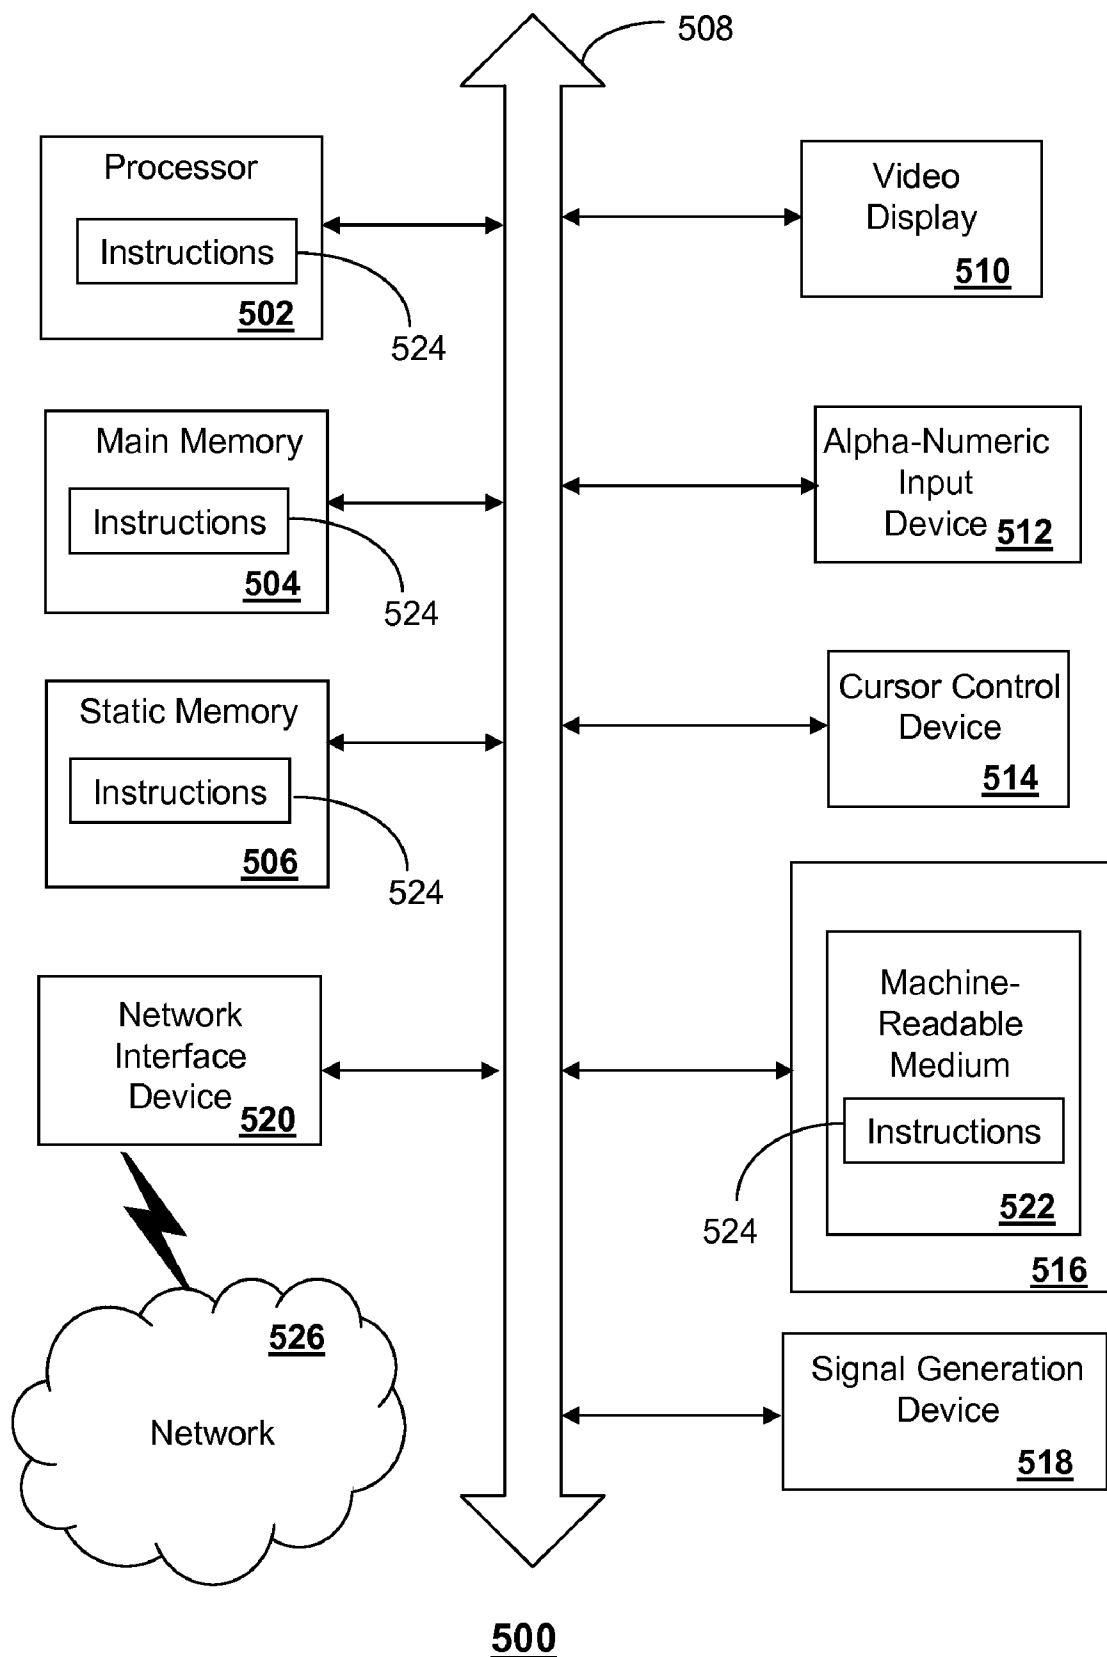 508
Processor
Instructions
502
524
Main Memory
Instructions
504
524
Static Memory
Instructions
506
524
Network
Interface
Device
520
526
Network
Video
Display
510
Alpha-Numeric
Input
Device
512
Cursor Control
Device
514
Machine-
Readable
Medium
Instructions
522
524
516
Signal Generation
Device
518
500